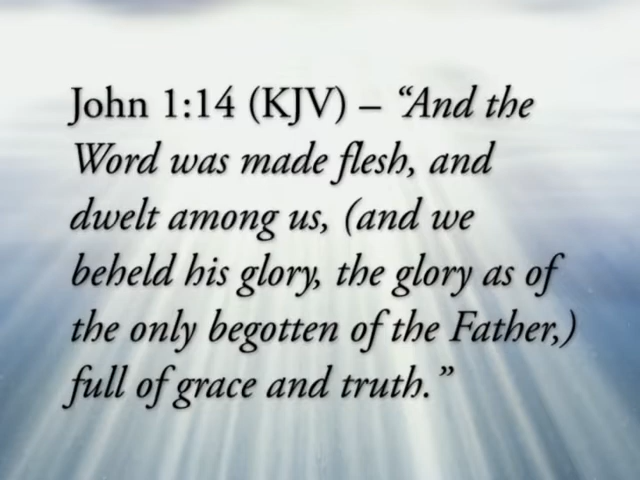 John 1:14 (KJV) – “And the
Word was made flesh, and
dwelt among us, (and we
beheld his glory, the glory as of
the only begotten of the Father,)
full of grace and truth.”